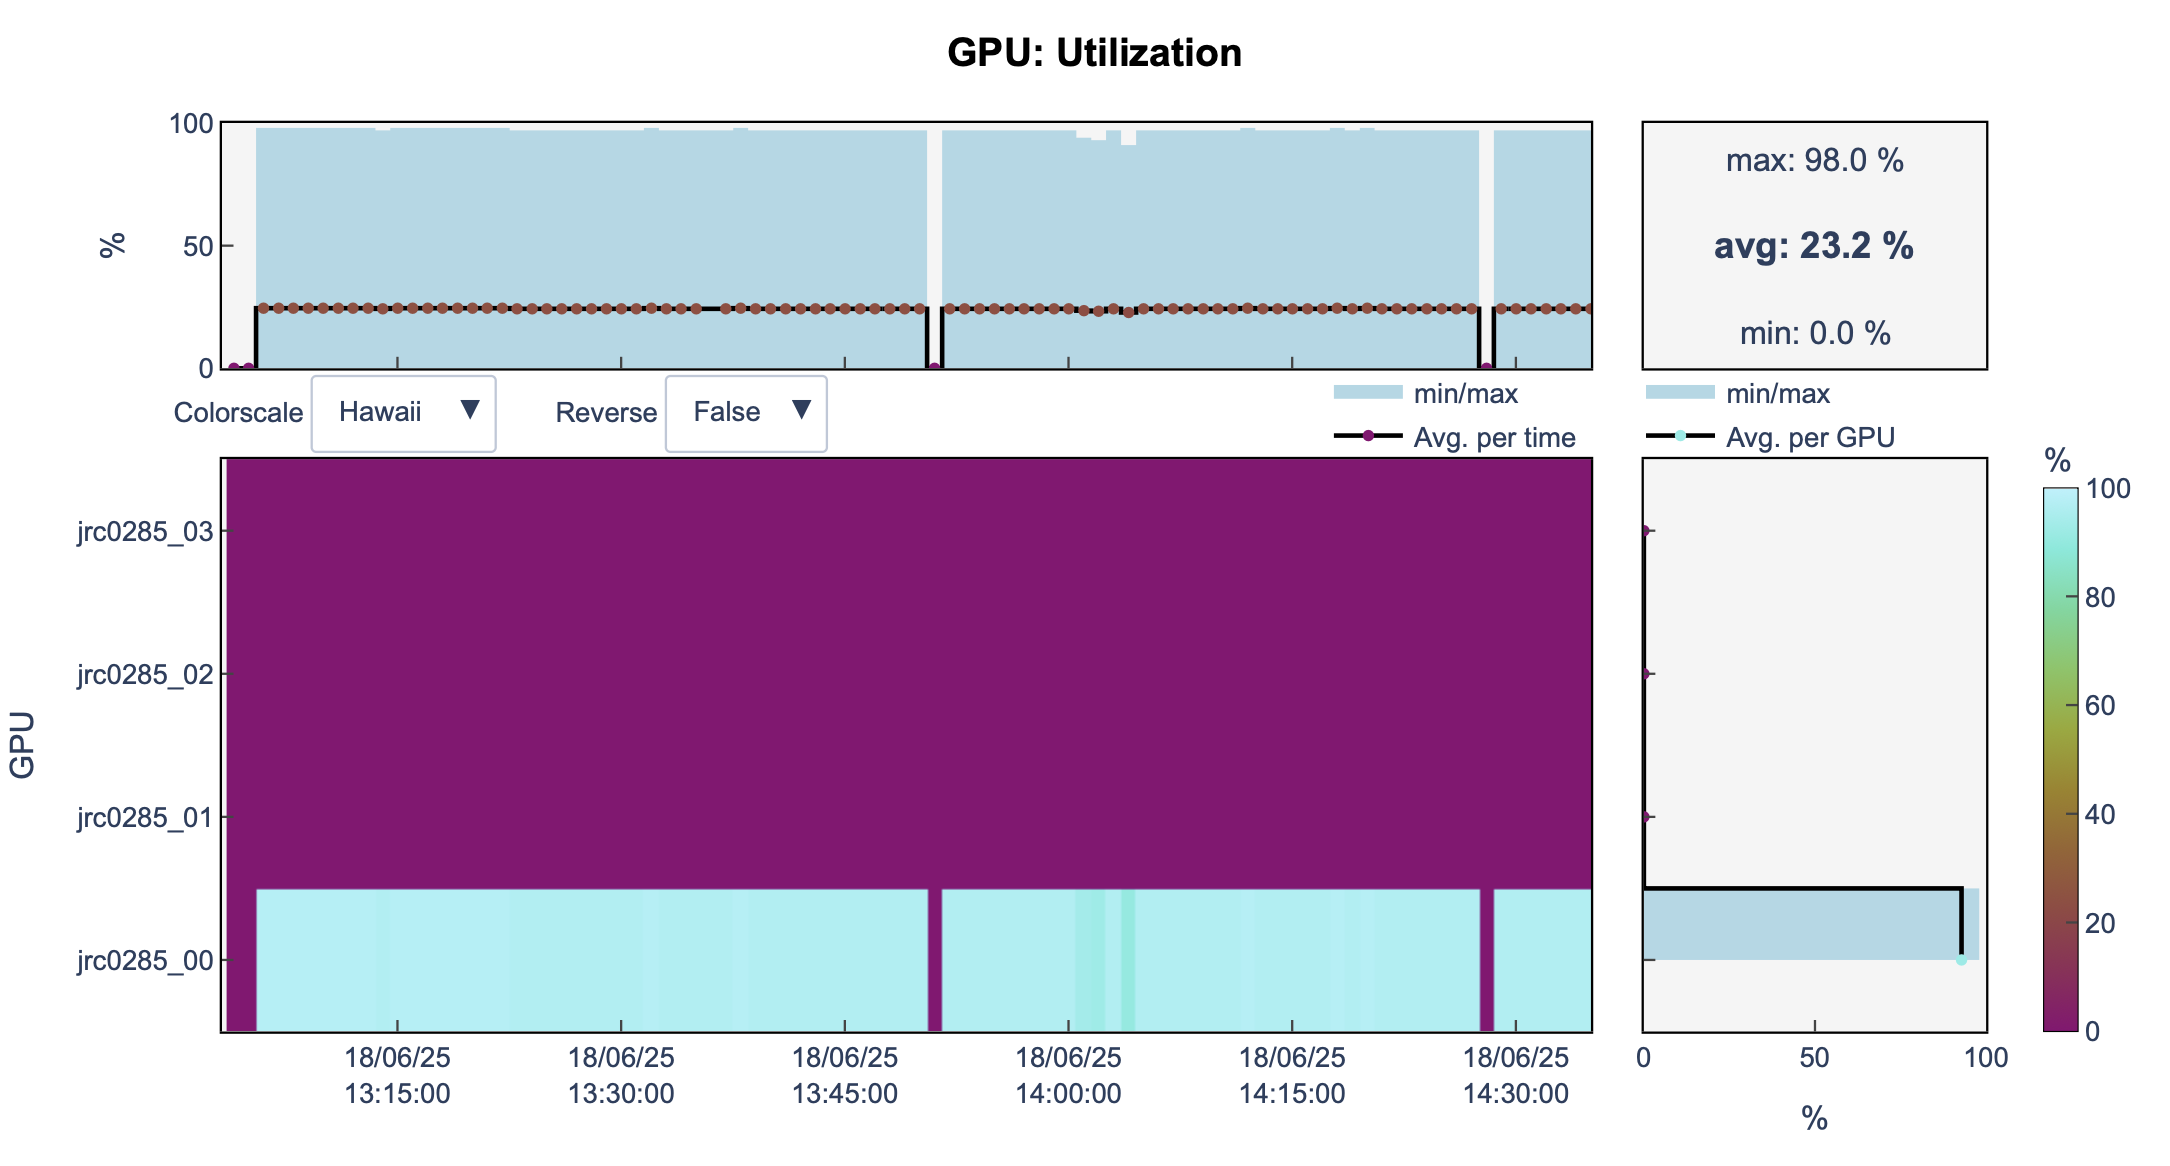 GPU: Utilization
%
100
50
0
max: 98.0 %
avg: 23.2 %
min: 0.0 %
Colorscale Hawaii ▼ Reverse False ▼
min/max
Avg. per time
min/max
Avg. per GPU
GPU
jrc0285_03
jrc0285_02
jrc0285_01
jrc0285_00
18/06/25 18/06/25 18/06/25 18/06/25 18/06/25 18/06/25
13:15:00 13:30:00 13:45:00 14:00:00 14:15:00 14:30:00
0 50 100
%
%
100
80
60
40
20
0